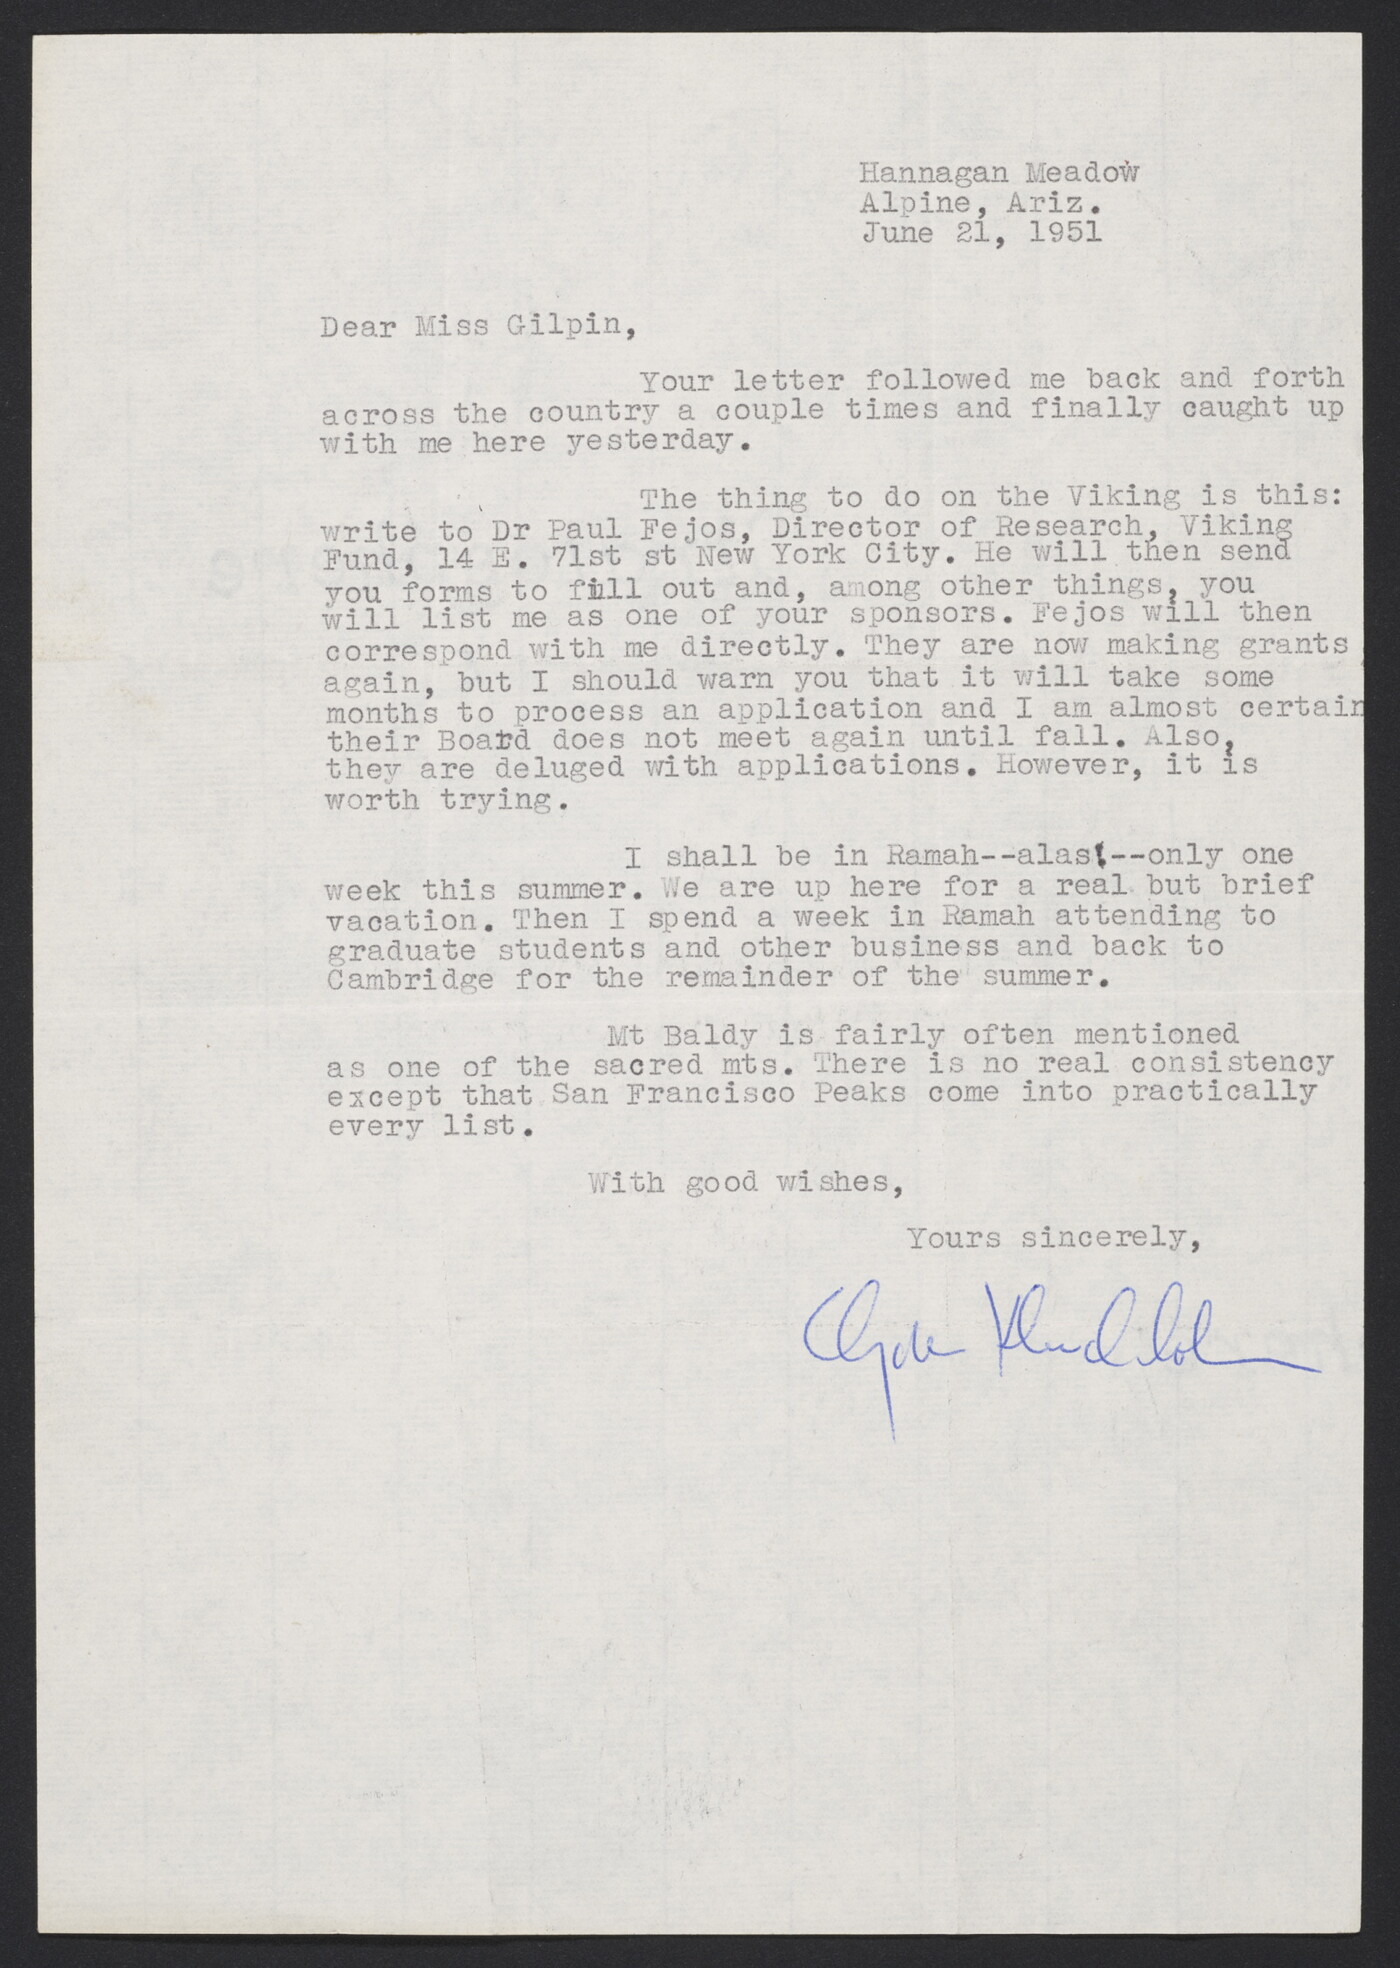 Hannagan Meadow
Alpine, Ariz.
June 21, 1951
Dear Miss Gilpin,
Your letter followed me back and forth
across the country a couple times and finally caught up
with me here yesterday.
The thing to do on the Viking is this:
write to Dr Paul Fejos, Director of Research, Viking
Fund, 14 E. 71st st New York City. He will then send
you forms to fill out and, among other things, you
will list me as one of your sponsors. Fejos will then
correspond with me directly. They are now making grants
again, but I should warn you that it will take some
months to process an application and I am almost certain
their Board does not meet again until fall. Also,
they are deluged with applications. However, it is
worth trying.
I shall be in Ramah--alas!--only one
week this summer. We are up here for a real but brief
vacation. Then I spend a week in Ramah attending to
graduate students and other business and back to
Cambridge for the remainder of the summer.
Mt Baldy is fairly often mentioned
as one of the sacred mts. There is no real consistency
except that San Francisco Peaks come into practically
every list.
With good wishes,
Yours sincerely,
Clyde Kluckhohn